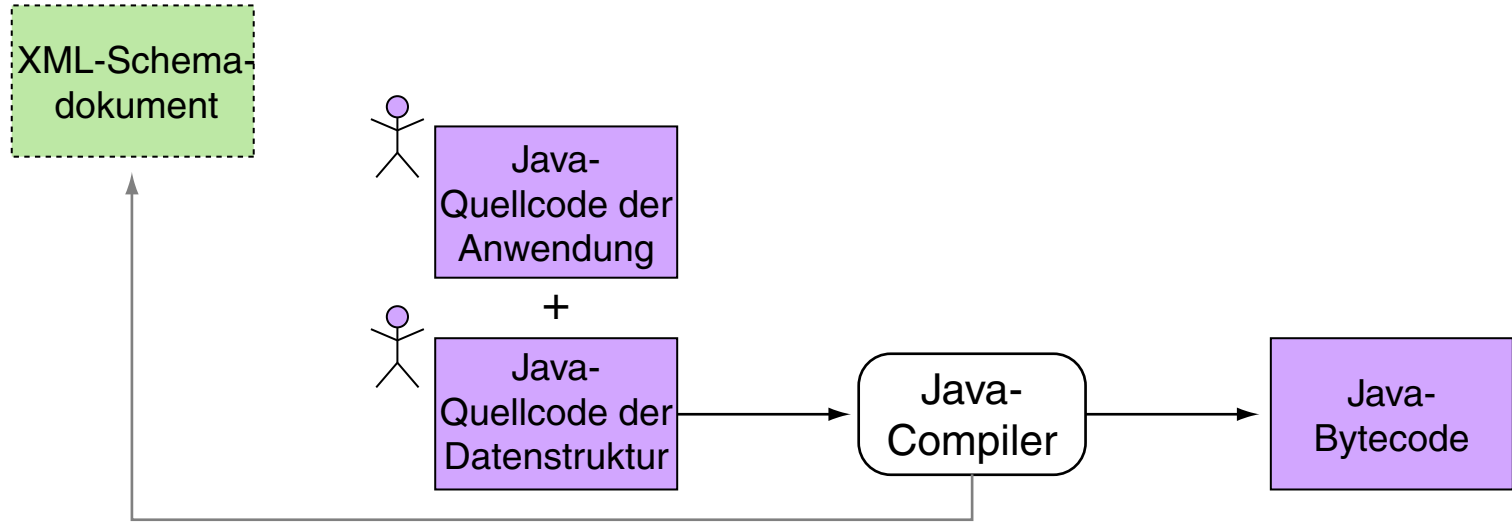 XML-Schema-
dokument
Java-
Quellcode der
Anwendung
+
Java-
Quellcode der
Datenstruktur
Java-
Compiler
Java-
Bytecode